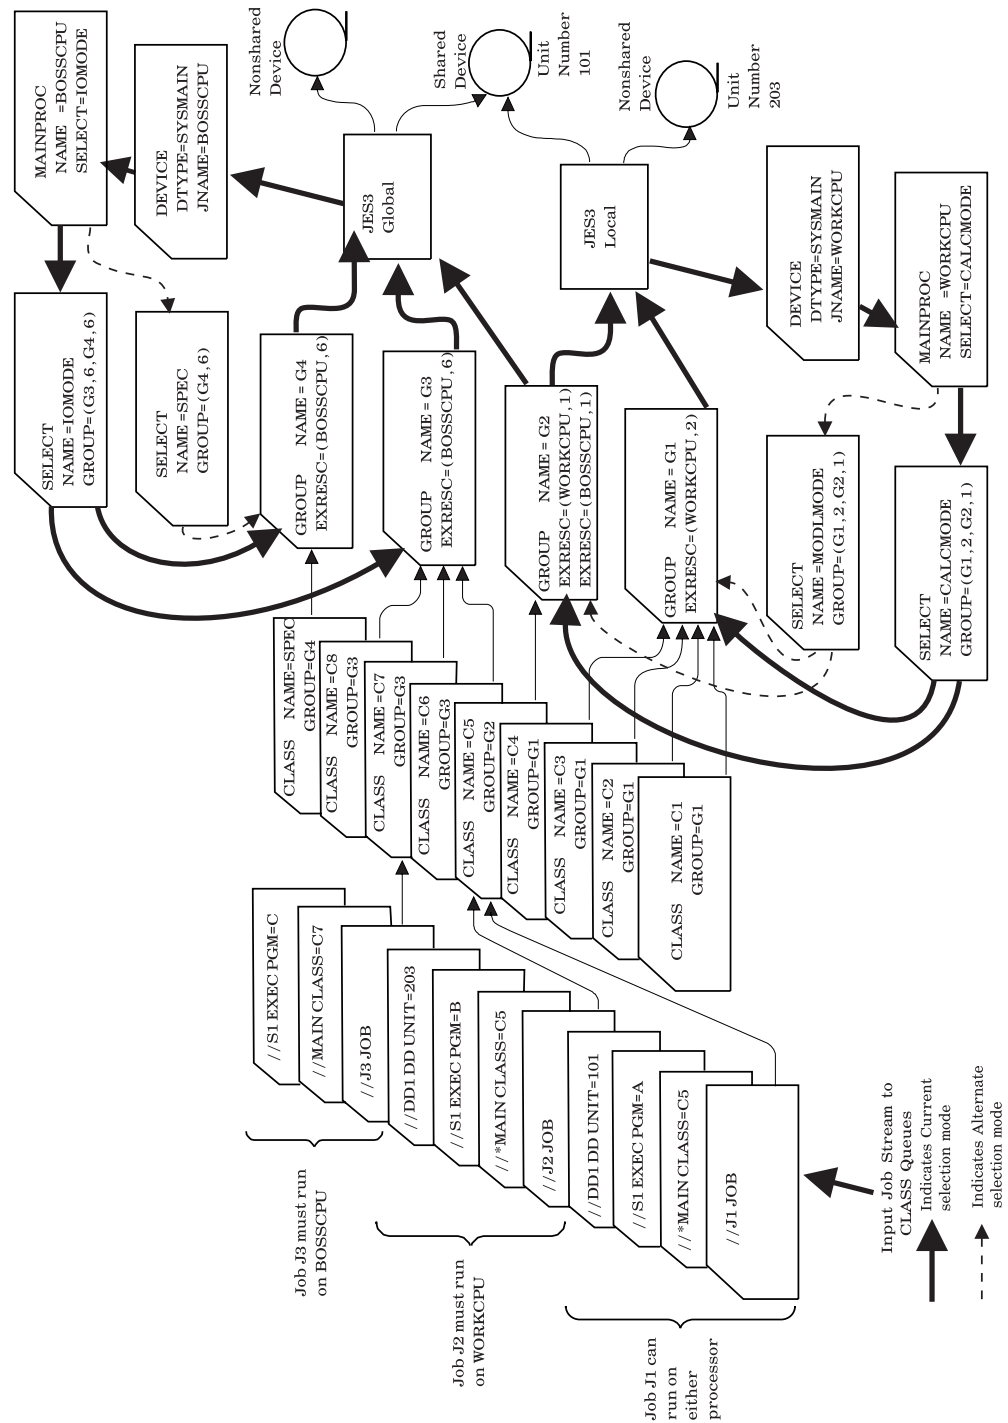 Job J3 must run
on BOSSCPU
Job J2 must run
on WORKCPU
Job J1 can
run on
either
processor
//S1 EXEC PGM=C
//MAIN CLASS=C7
//J3 JOB
//DD1 DD UNIT=203
//S1 EXEC PGM=B
//*MAIN CLASS=C5
//J2 JOB
//DD1 DD UNIT=101
//S1 EXEC PGM=A
//*MAIN CLASS=C5
//J1 JOB
Input Job Stream to
CLASS Queues
Indicates Current
selection mode
Indicates Alternate
selection mode
CLASS NAME=SPEC
GROUP=G4
CLASS NAME =C8
GROUP=G3
CLASS NAME =C7
GROUP=G3
CLASS NAME =C6
GROUP=G3
CLASS NAME =C5
GROUP=G2
CLASS NAME =C4
GROUP=G1
CLASS NAME =C3
GROUP=G1
CLASS NAME =C2
GROUP=G1
CLASS NAME =C1
GROUP=G1
SELECT
NAME =IOMODE
GROUP=(G3,6,G4,6)
SELECT
NAME =SPEC
GROUP=(G4,6)
GROUP NAME = G4
EXRESC=(BOSSCPU,6)
GROUP NAME = G3
EXRESC=(BOSSCPU,6)
GROUP NAME = G2
EXRESC=(WORKCPU,1)
EXRESC=(BOSSCPU,1)
GROUP NAME = G1
EXRESC=(WORKCPU,2)
SELECT
NAME =MODLMODE
GROUP=(G1,2,G2,1)
SELECT
NAME =CALCMODE
GROUP=(G1,2,G2,1)
MAINPROC
NAME =BOSSCPU
SELECT=IOMODE
DEVICE
DTYPE=SYSMAIN
JNAME=BOSSCPU
JES3
Global
JES3
Local
DEVICE
DTYPE=SYSMAIN
JNAME=WORKCPU
MAINPROC
NAME =WORKCPU
SELECT=CALCMODE
Nonshared
Device
Shared
Device
Unit
Number
101
Nonshared
Device
Unit
Number
203